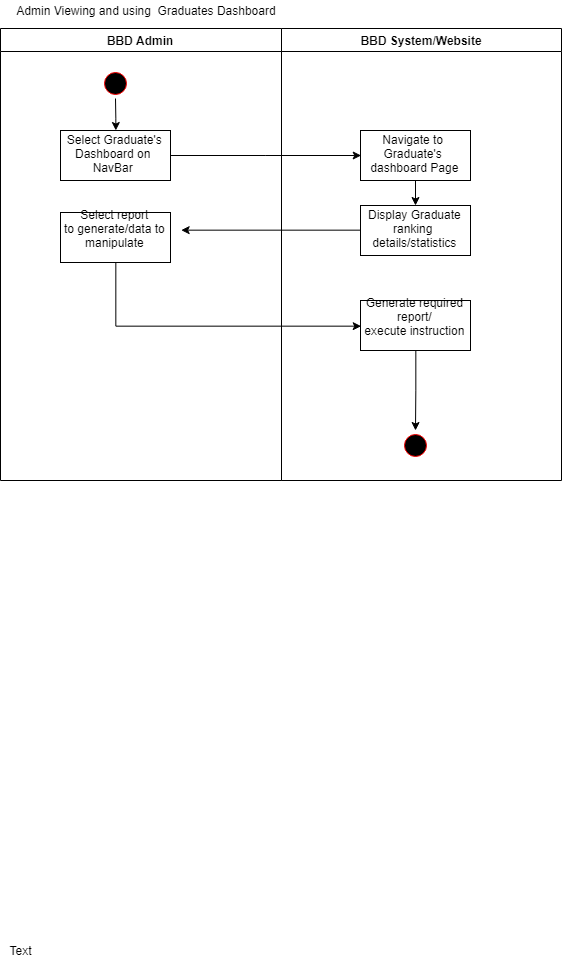 Admin Viewing and using  Graduates Dashboard
BBD Admin
BBD System/Website
Select Graduate's
Dashboard on
NavBar
Navigate to
Graduate's
dashboard Page
Select report
to generate/data to
manipulate
Display Graduate
ranking
details/statistics
Generate required
report/
execute instruction
Text